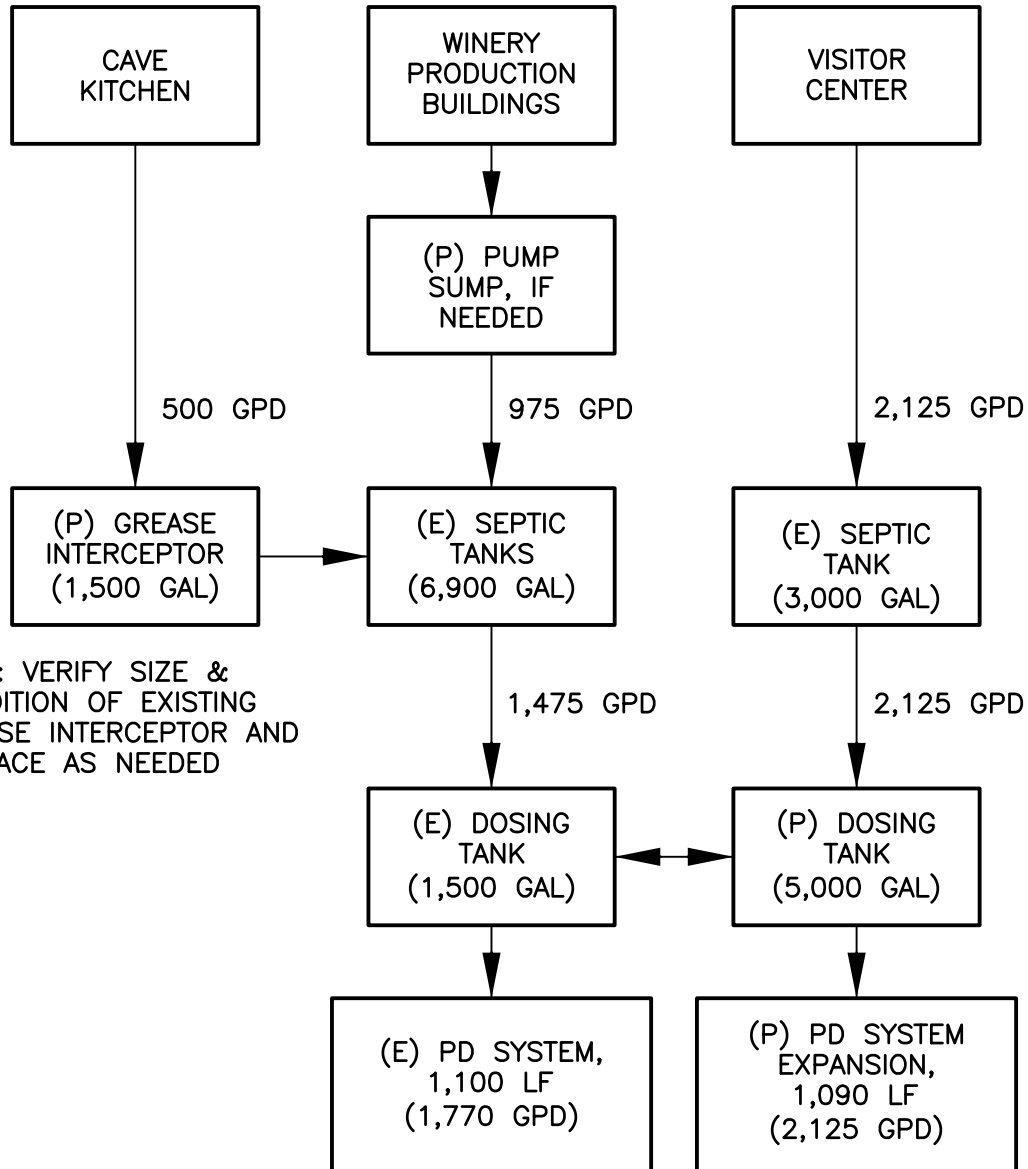 CAVE
KITCHEN
WINERY
PRODUCTION
BUILDINGS
VISITOR
CENTER
(P) PUMP
SUMP, IF
NEEDED
500 GPD
975 GPD
2,125 GPD
(P) GREASE
INTERCEPTOR
(1,500 GAL)
(E) SEPTIC
TANKS
(6,900 GAL)
(E) SEPTIC
TANK
(3,000 GAL)
: VERIFY SIZE &
OF EXISTING
INTERCEPTOR AND
AS NEEDED
1,475 GPD
2,125 GPD
(E) DOSING
TANK
(1,500 GAL)
(P) DOSING
TANK
(5,000 GAL)
(E) PD SYSTEM,
1,100 LF
(1,770 GPD)
(P) PD SYSTEM
EXPANSION,
1,090 LF
(2,125 GPD)